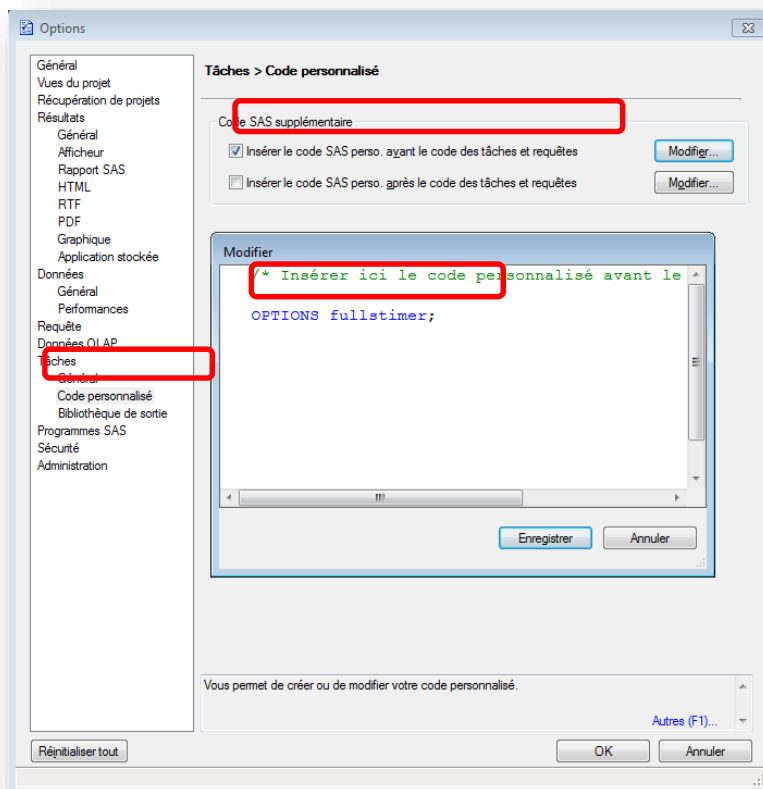 Options
Général
Vues du projet
Récupération de projets
Résultats
Général
Afficheur
Rapport SAS
HTML
RTF
PDF
Graphique
Application stockée
Données
Général
Performances
Requête
Données OLAP
Tâches
Général
Code personnalisé
Bibliothèque de sortie
Programmes SAS
Sécurité
Administration
Tâches > Code personnalisé
Code SAS supplémentaire
Insérer le code SAS perso. avant le code des tâches et requêtes
Modifier...
Insérer le code SAS perso. après le code des tâches et requêtes
Modifier...
Modifier
/* Insérer ici le code personnalisé avant le
OPTIONS fullstimer;
Enregistrer Annuler
Vous permet de créer ou de modifier votre code personnalisé.
Autres (F1)...
Réinitialiser tout OK Annuler